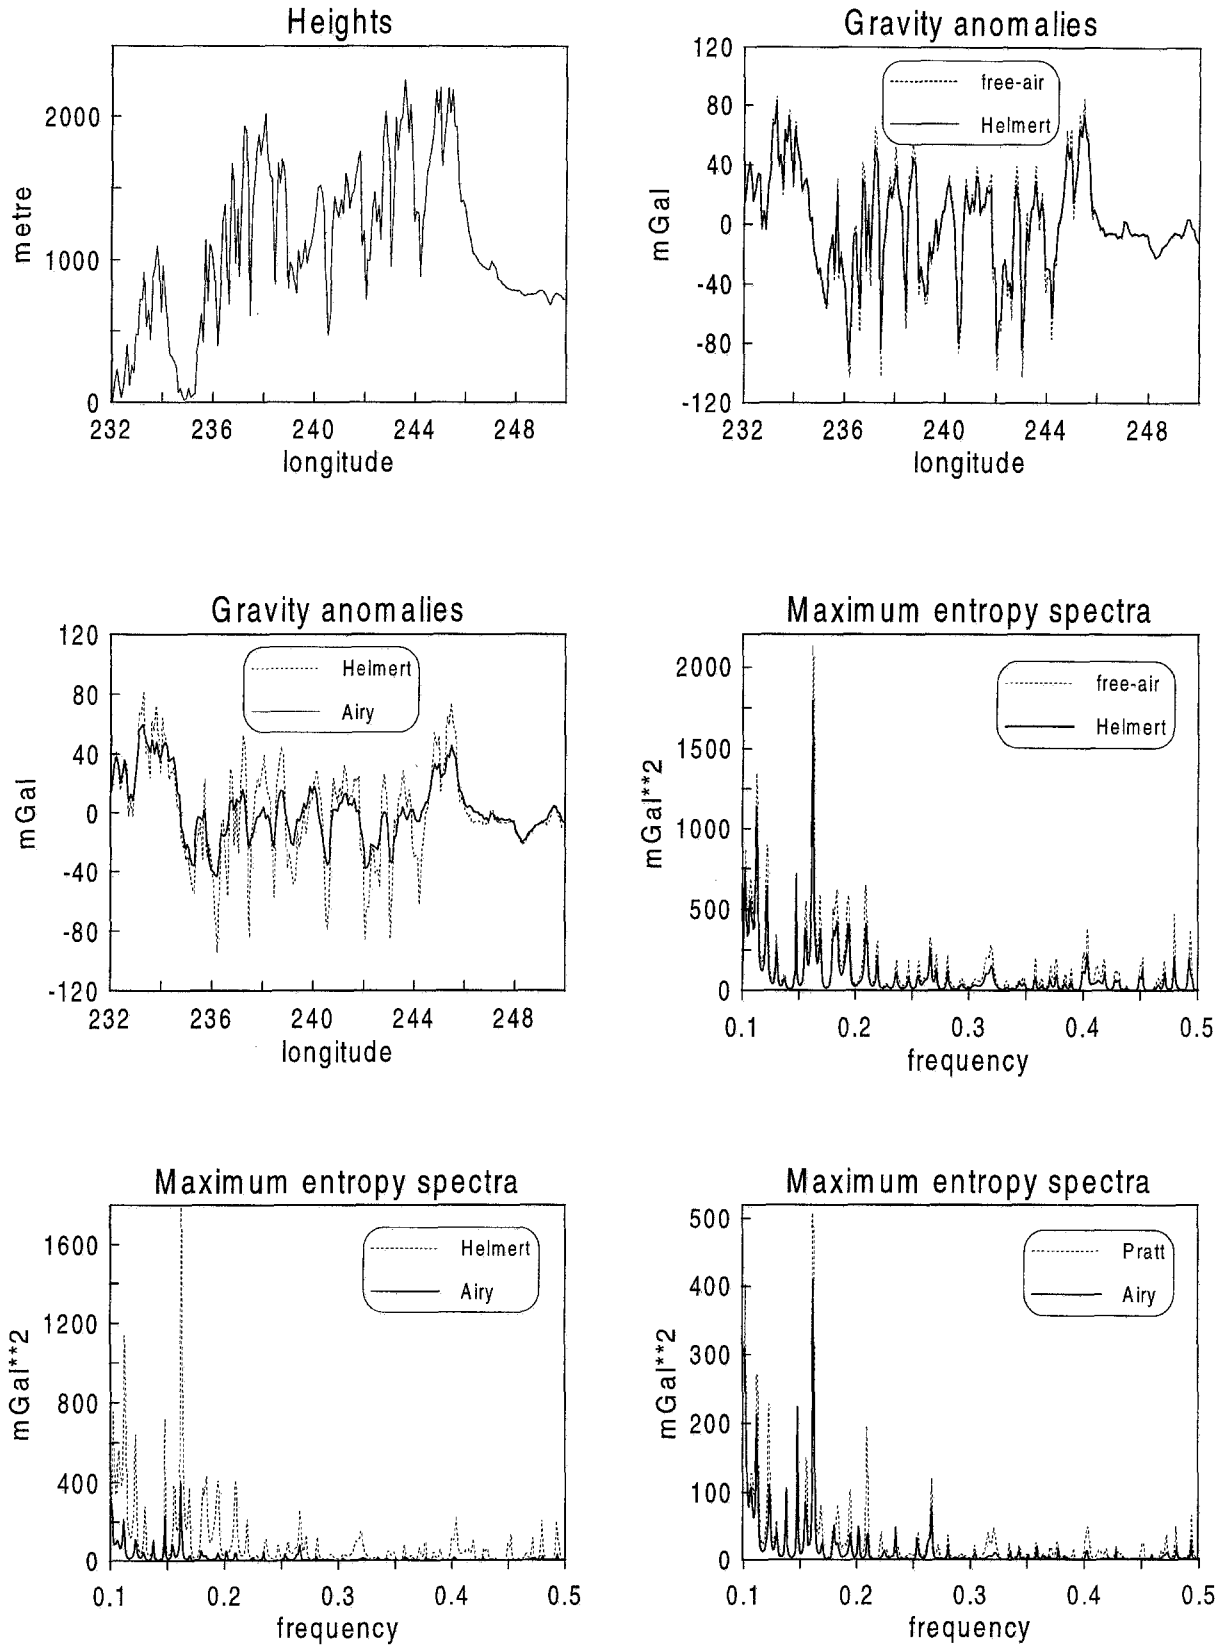 Heights
metre
2000
1000
0
232 236 240 244 248
longitude
Gravity anomalies
free-air
Helmert
mGal
120
80
40
0
-40
-80
-120
232 236 240 244 248
longitude
Gravity anomalies
Helmert
Airy
mGal
120
80
40
0
-40
-80
-120
232 236 240 244 248
longitude
Maximum entropy spectra
free-air
Helmert
mGal**2
2000
1500
1000
500
0
0.1 0.2 0.3 0.4 0.5
frequency
Maximum entropy spectra
Helmert
Airy
mGal**2
1600
1200
800
400
0
0.1 0.2 0.3 0.4 0.5
frequency
Maximum entropy spectra
Pratt
Airy
mGal**2
500
400
300
200
100
0
0.1 0.2 0.3 0.4 0.5
frequency